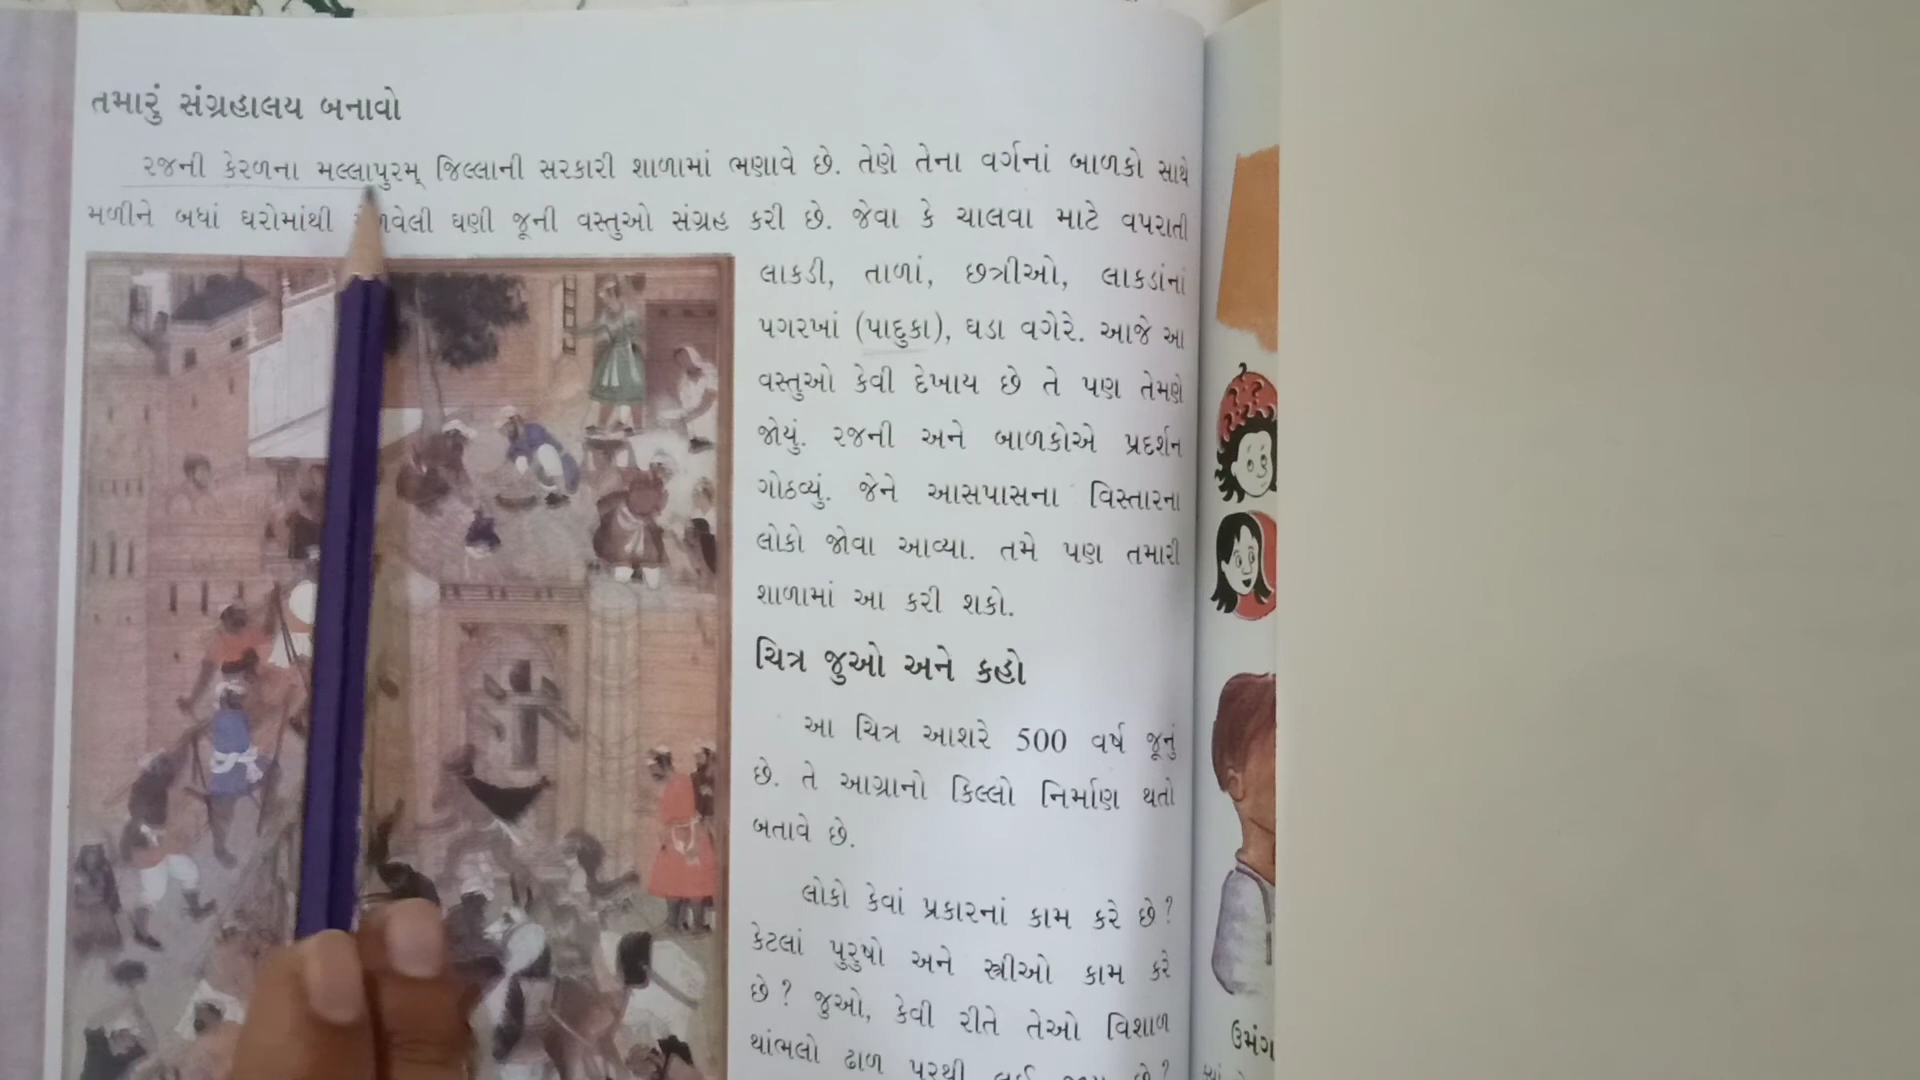 તમારું સંગ્રહાલય બનાવો
રજની કેરળના મલ્લાપુરમ્ જિલ્લાની સરકારી શાળામાં ભણાવે છે. તેણે તેના વર્ગનાં બાળકો સાથે
મળીને બધાં ઘરોમાંથી ઘણી જૂની વસ્તુઓ સંગ્રહ કરી છે. જેવા કે ચાલવા માટે વપરાતી
લાકડી, તાળાં, છત્રીઓ, લાકડાંનાં
પગરખાં (પાદુકા), ઘડા વગેરે. આજે આ
વસ્તુઓ કેવી દેખાય છે તે પણ તેમણે
જોયું. રજની અને બાળકોએ પ્રદર્શન
ગોઠવ્યું. જેને આસપાસના વિસ્તારના
લોકો જોવા આવ્યા. તમે પણ તમારી
શાળામાં આ કરી શકો.
ચિત્ર જુઓ અને કહો
આ ચિત્ર આશરે 500 વર્ષ જૂનું
છે. તે આગ્રાનો કિલ્લો નિર્માણ થતો
બતાવે છે.
લોકો કેવાં પ્રકારનાં કામ કરે છે?
કેટલાં પુરુષો અને સ્ત્રીઓ કામ કરે
છે? જુઓ, કેવી રીતે તેઓ વિશાળ
થાંભલો ઢાળ પરથી
ઉમંગ